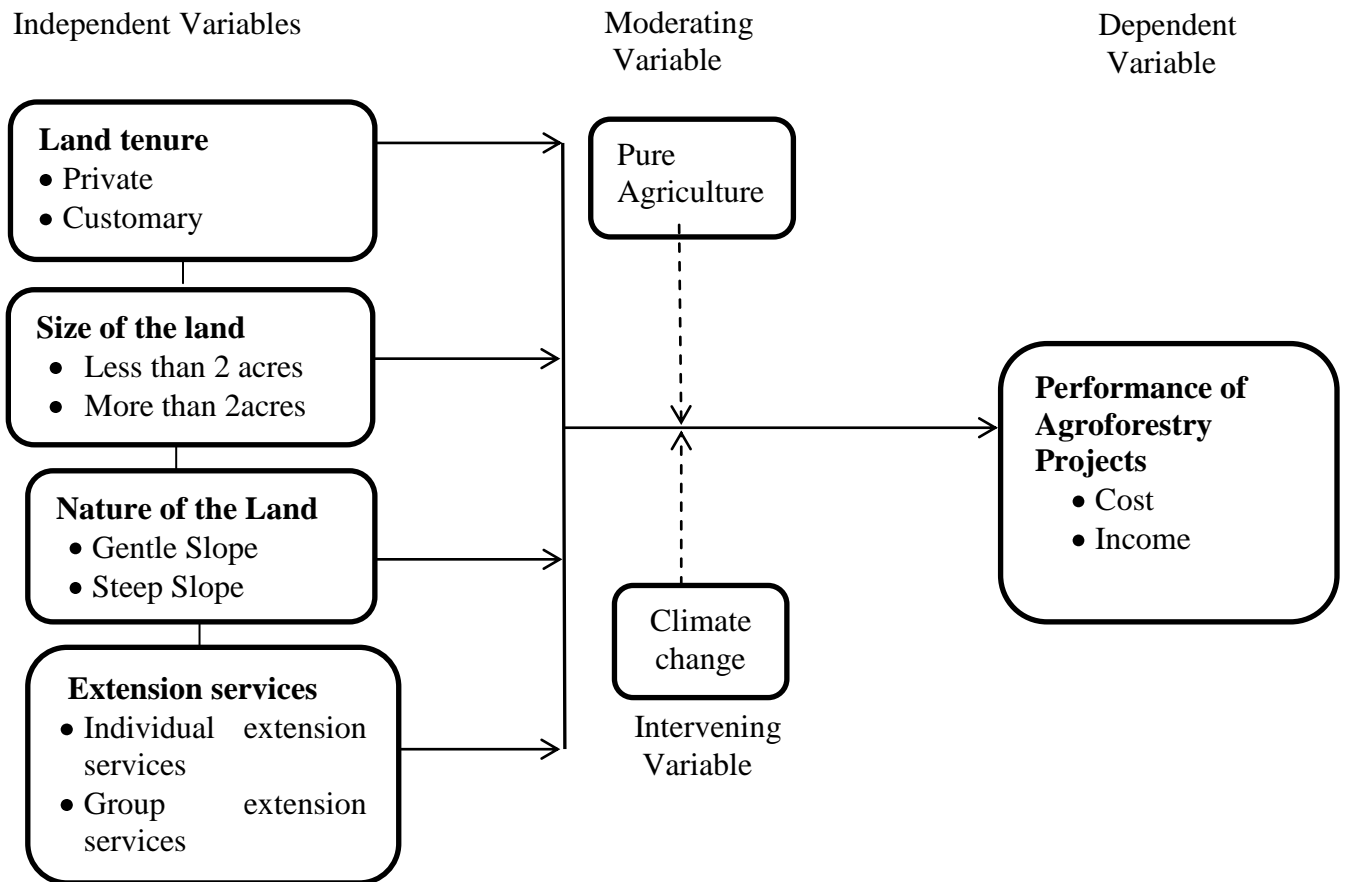 Independent Variables
Moderating
Variable
Dependent
Variable
Land tenure
• Private
• Customary
Size of the land
• Less than 2 acres
• More than 2acres
Nature of the Land
• Gentle Slope
• Steep Slope
Extension services
• Individual extension
services
• Group extension
services
Pure
Agriculture
Climate
change
Intervening
Variable
Performance of
Agroforestry
Projects
• Cost
• Income